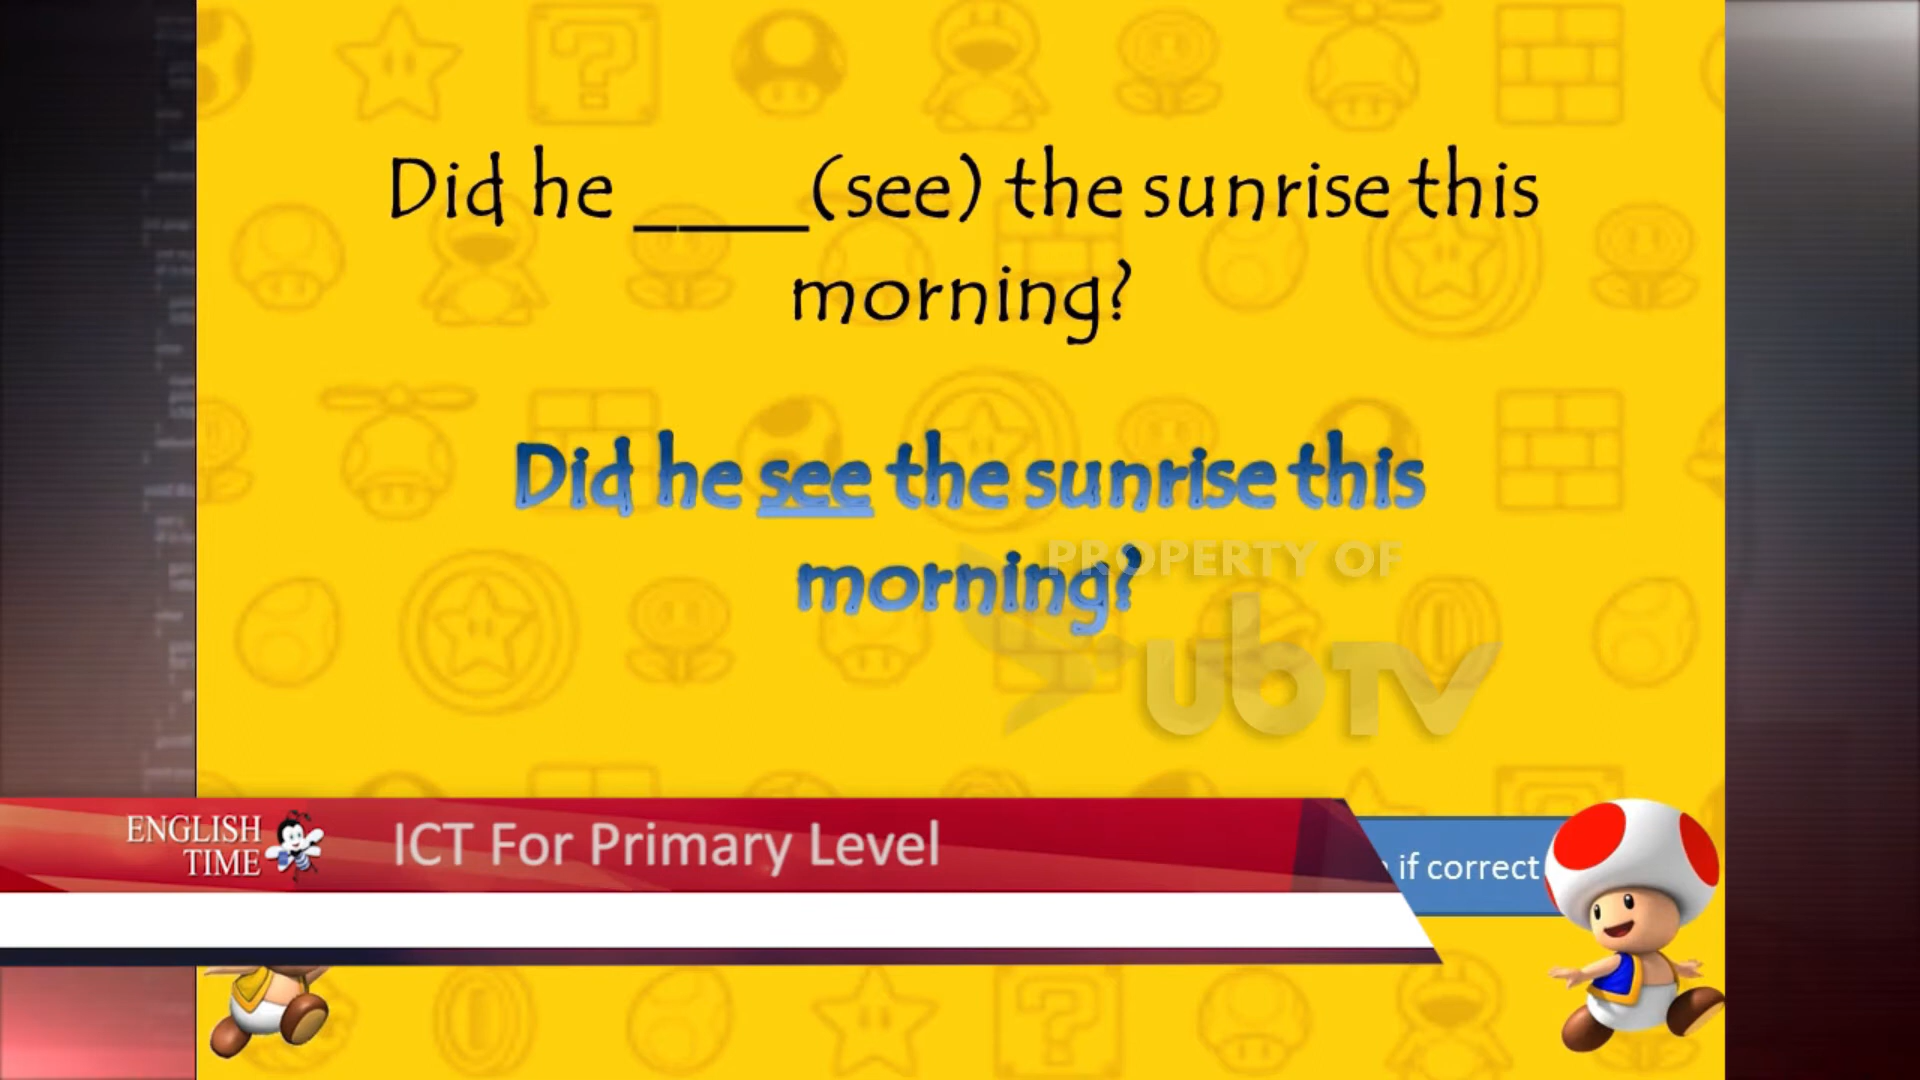 Did he ____(see) the sunrise this
morning?
Did he see the sunrise this
morning?
PROPERTY OF
UbTV
ENGLISH
TIME
ICT For Primary Level
if correct